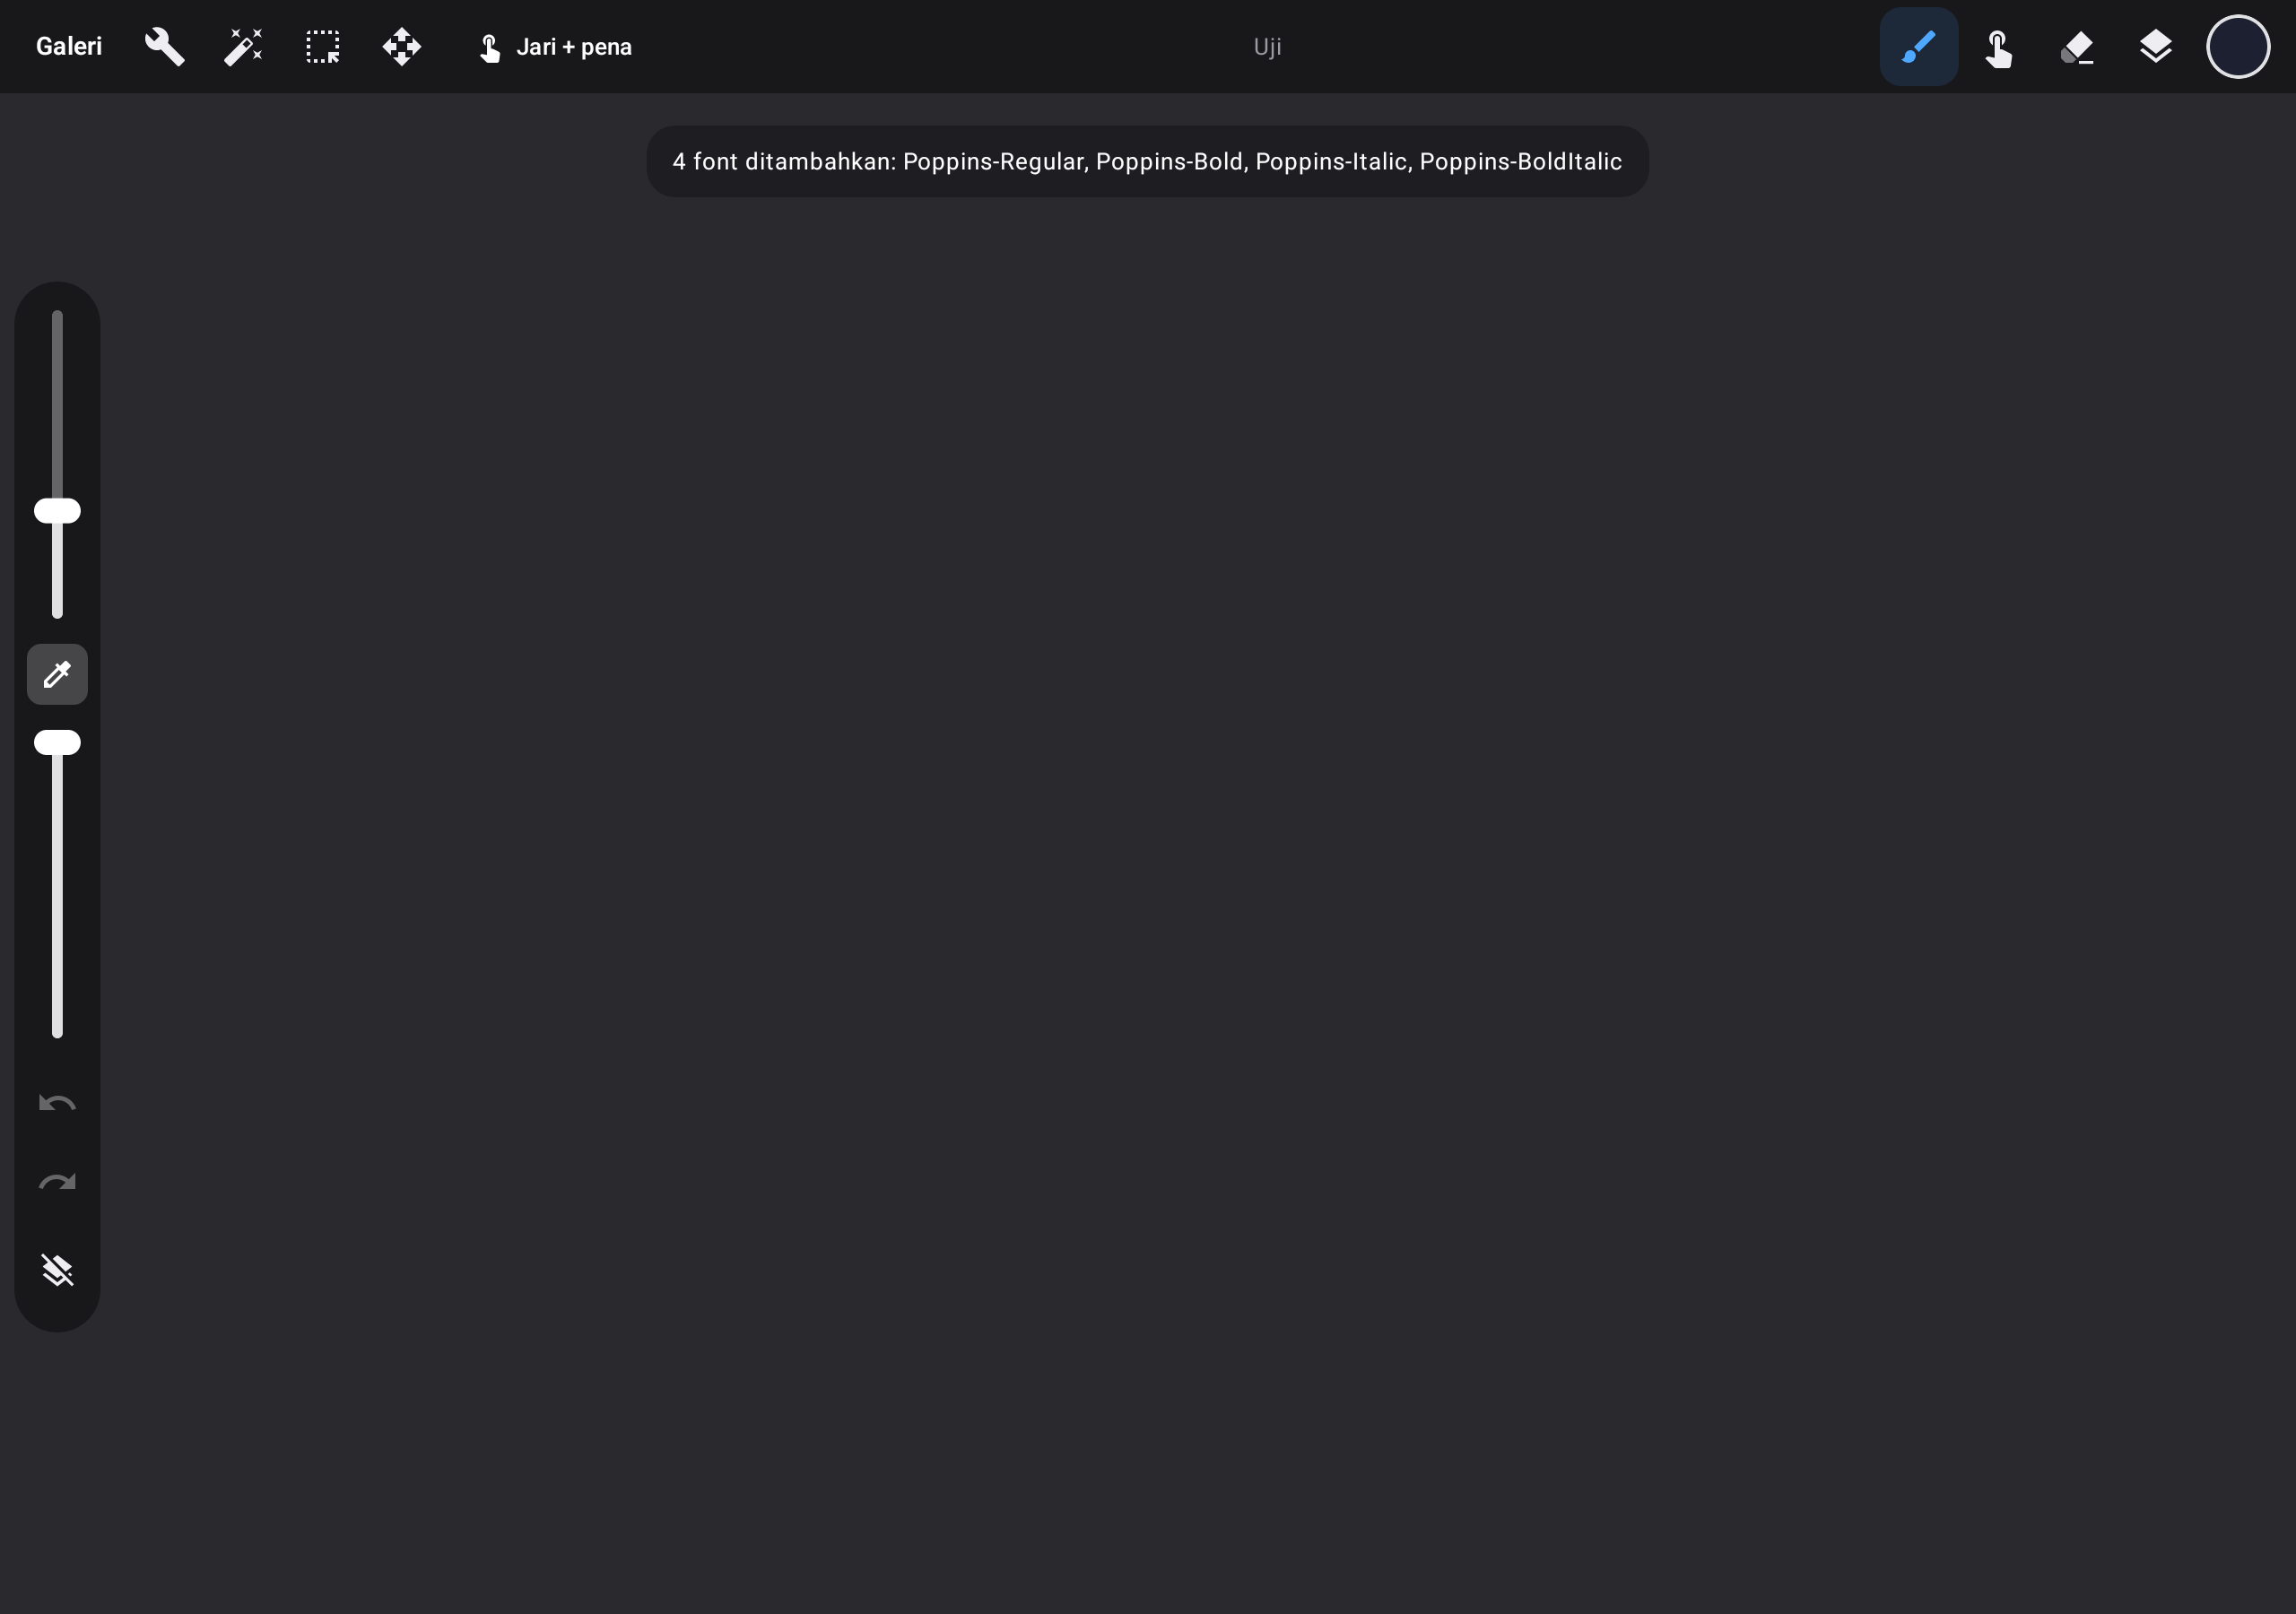 Galeri
Jari + pena
Uji
4 font ditambahkan: Poppins-Regular, Poppins-Bold, Poppins-Italic, Poppins-BoldItalic